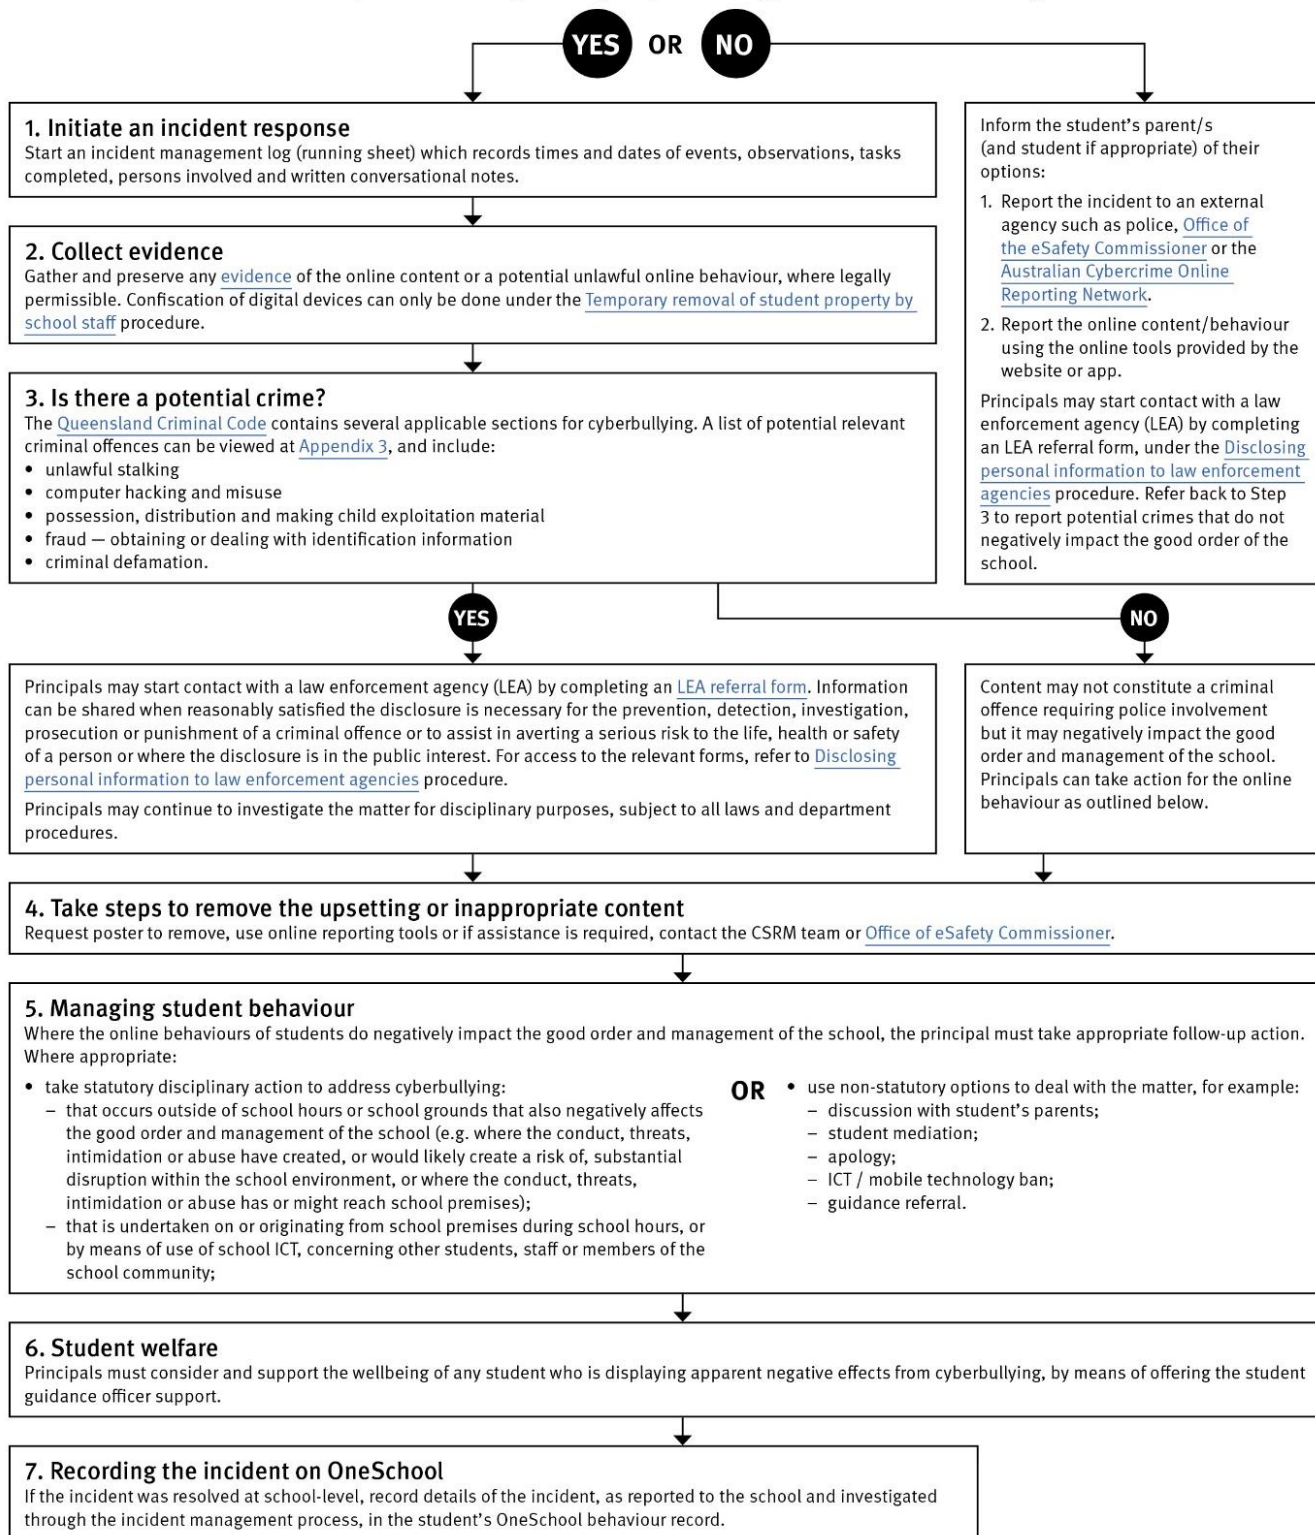 YES OR NO
1. Initiate an incident response
Start an incident management log (running sheet) which records times and dates of events, observations, tasks
completed, persons involved and written conversational notes.
2. Collect evidence
Gather and preserve any evidence of the online content or a potential unlawful online behaviour, where legally
permissible. Confiscation of digital devices can only be done under the Temporary removal of student property by
school staff procedure.
3. Is there a potential crime?
The Queensland Criminal Code contains several applicable sections for cyberbullying. A list of potential relevant
criminal offences can be viewed at Appendix 3, and include:
• unlawful stalking
• computer hacking and misuse
• possession, distribution and making child exploitation material
• fraud — obtaining or dealing with identification information
• criminal defamation.
Inform the student's parent/s
(and student if appropriate) of their
options:
1. Report the incident to an external
agency such as police, Office of
the eSafety Commissioner or the
Australian Cybercrime Online
Reporting Network.
2. Report the online content/behaviour
using the online tools provided by the
website or app.
Principals may start contact with a law
enforcement agency (LEA) by completing
an LEA referral form, under the Disclosing
personal information to law enforcement
agencies procedure. Refer back to Step
3 to report potential crimes that do not
negatively impact the good order of the
school.
YES
NO
Principals may start contact with a law enforcement agency (LEA) by completing an LEA referral form. Information
can be shared when reasonably satisfied the disclosure is necessary for the prevention, detection, investigation,
prosecution or punishment of a criminal offence or to assist in averting a serious risk to the life, health or safety
of a person or where the disclosure is in the public interest. For access to the relevant forms, refer to Disclosing
personal information to law enforcement agencies procedure.
Principals may continue to investigate the matter for disciplinary purposes, subject to all laws and department
procedures.
Content may not constitute a criminal
offence requiring police involvement
but it may negatively impact the good
order and management of the school.
Principals can take action for the online
behaviour as outlined below.
4. Take steps to remove the upsetting or inappropriate content
Request poster to remove, use online reporting tools or if assistance is required, contact the CSRM team or Office of eSafety Commissioner.
5. Managing student behaviour
Where the online behaviours of students do negatively impact the good order and management of the school, the principal must take appropriate follow-up action.
Where appropriate:
• take statutory disciplinary action to address cyberbullying:
– that occurs outside of school hours or school grounds that also negatively affects
the good order and management of the school (e.g. where the conduct, threats,
intimidation or abuse have created, or would likely create a risk of, substantial
disruption within the school environment, or where the conduct, threats,
intimidation or abuse has or might reach school premises);
– that is undertaken on or originating from school premises during school hours, or
by means of use of school ICT, concerning other students, staff or members of the
school community;
OR
• use non-statutory options to deal with the matter, for example:
– discussion with student's parents;
– student mediation;
– apology;
– ICT / mobile technology ban;
– guidance referral.
6. Student welfare
Principals must consider and support the wellbeing of any student who is displaying apparent negative effects from cyberbullying, by means of offering the student
guidance officer support.
7. Recording the incident on OneSchool
If the incident was resolved at school-level, record details of the incident, as reported to the school and investigated
through the incident management process, in the student's OneSchool behaviour record.